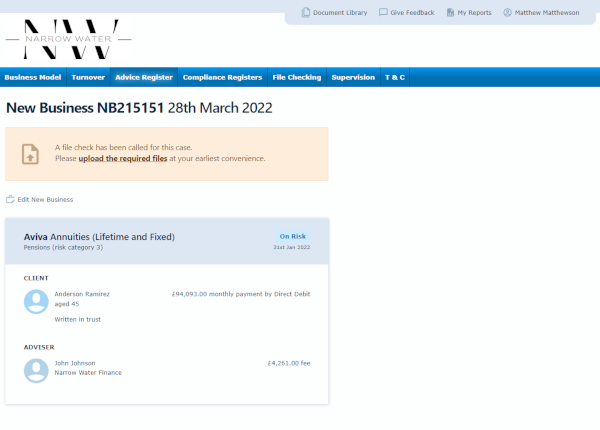 Document Library Give Feedback My Reports Matthew Matthewson
NW
NARROW WATER
Business Model Turnover Advice Register Compliance Registers File Checking Supervision T & C
New Business NB215151 28th March 2022
A file check has been called for this case.
Please upload the required files at your earliest convenience.
Edit New Business
Aviva Annuities (Lifetime and Fixed) On Risk
Pensions (risk category 3) 31st Jan 2022
CLIENT
Anderson Ramirez £94,093.00 monthly payment by Direct Debit
aged 45
Written in trust
ADVISER
John Johnson £4,261.00 fee
Narrow Water Finance